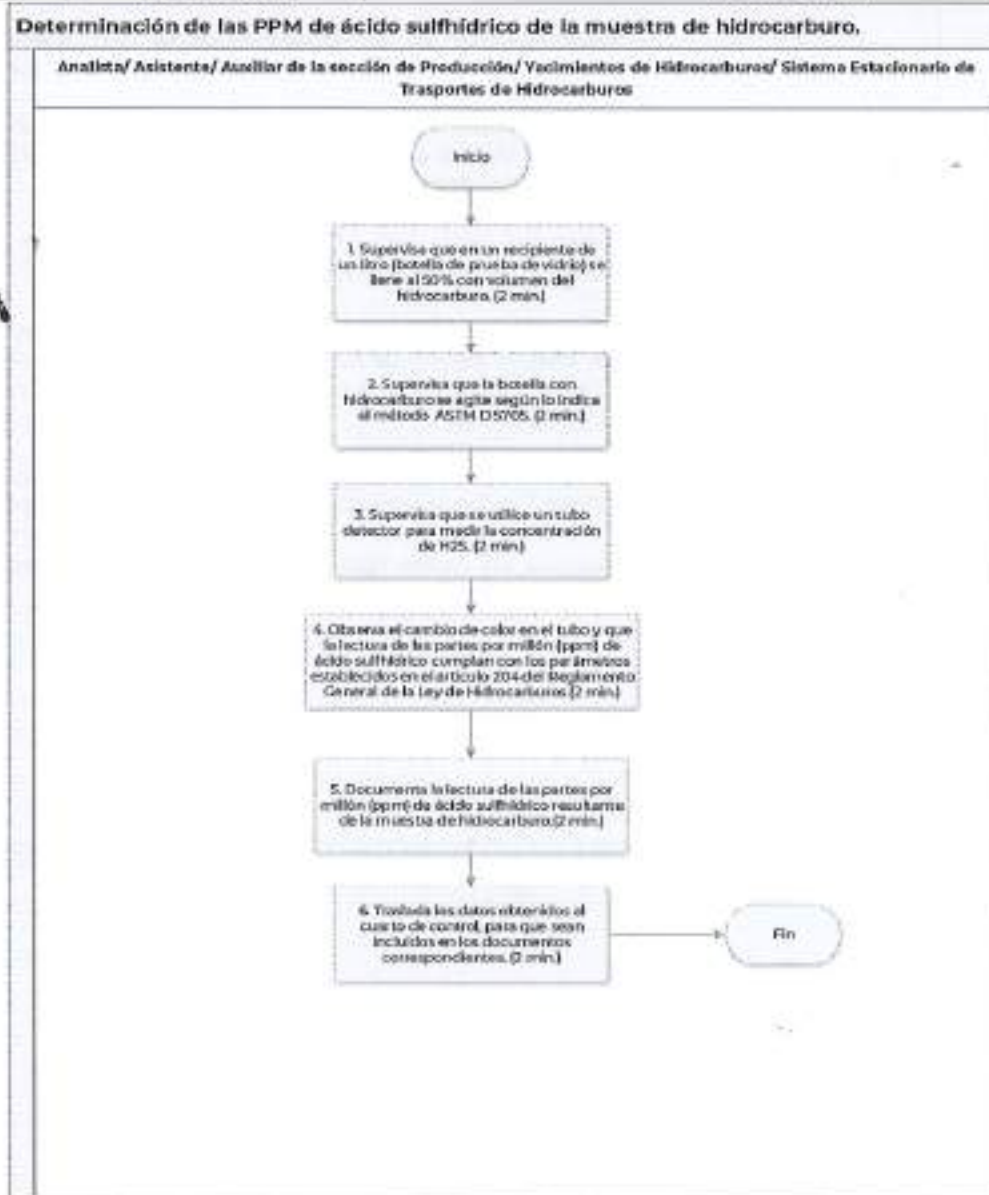 Determinación de las PPM de ácido sulfhídrico de la muestra de hidrocarburo.
Analista/ Asistente/ Auxiliar de la sección de Producción/ Yacimientos de Hidrocarburos/ Sistema Estacionario de
Trasportes de Hidrocarburos
Inicio
1. Supervisa que en un recipiente de
un litro (botella de prueba de vidrio) se
llene al 50% con volumen del
hidrocarburo. (2 min.)
2. Supervisa que la botella con
hidrocarburo se agite según lo indica
el método ASTM D5705. (2 min.)
3. Supervisa que se utilice un tubo
detector para medir la concentración
de H2S. (2 min.)
4. Observa el cambio de color en el tubo y que
la lectura de las partes por millón (ppm) de
ácido sulfhídrico cumplan con los parámetros
establecidos en el artículo 204 del Reglamento
General de la Ley de Hidrocarburos.(2 min.)
5. Documenta la lectura de las partes por
millón (ppm) de ácido sulfhídrico resultante
de la muestra de hidrocarburo.(2 min.)
6. Traslada los datos obtenidos al
cuarto de control, para que sean
incluidos en los documentos
correspondientes. (2 min.)
Fin